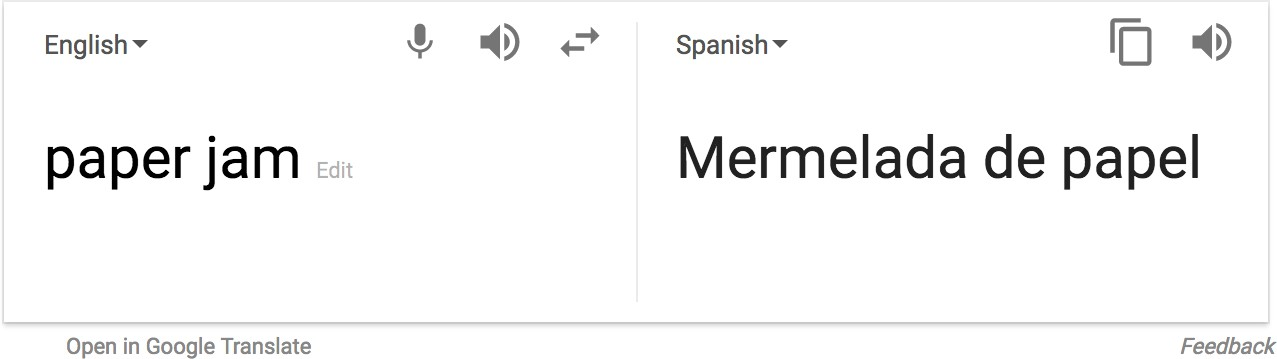 English
Spanish
paper jam Edit
Mermelada de papel
Open in Google Translate
Feedback